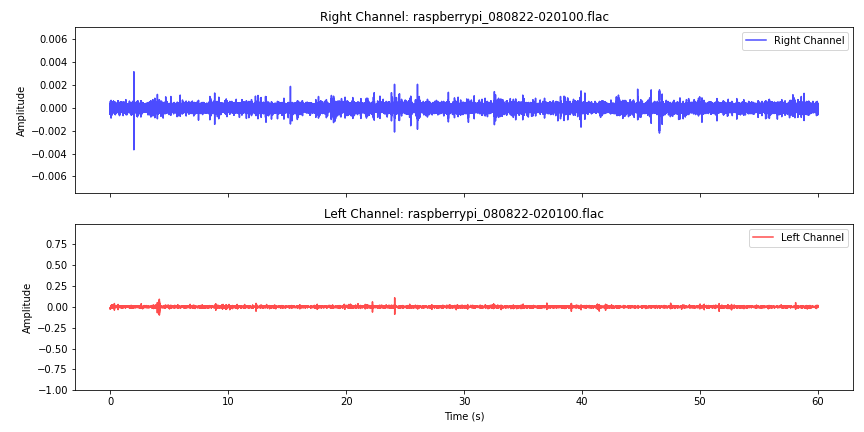 Right Channel: raspberrypi_080822-020100.flac
0.006
0.004
0.002
0.000
−0.002
−0.004
−0.006
Amplitude
Right Channel
Left Channel: raspberrypi_080822-020100.flac
0.75
0.50
0.25
0.00
−0.25
−0.50
−0.75
−1.00
Amplitude
Left Channel
0 10 20 30 40 50 60
Time (s)